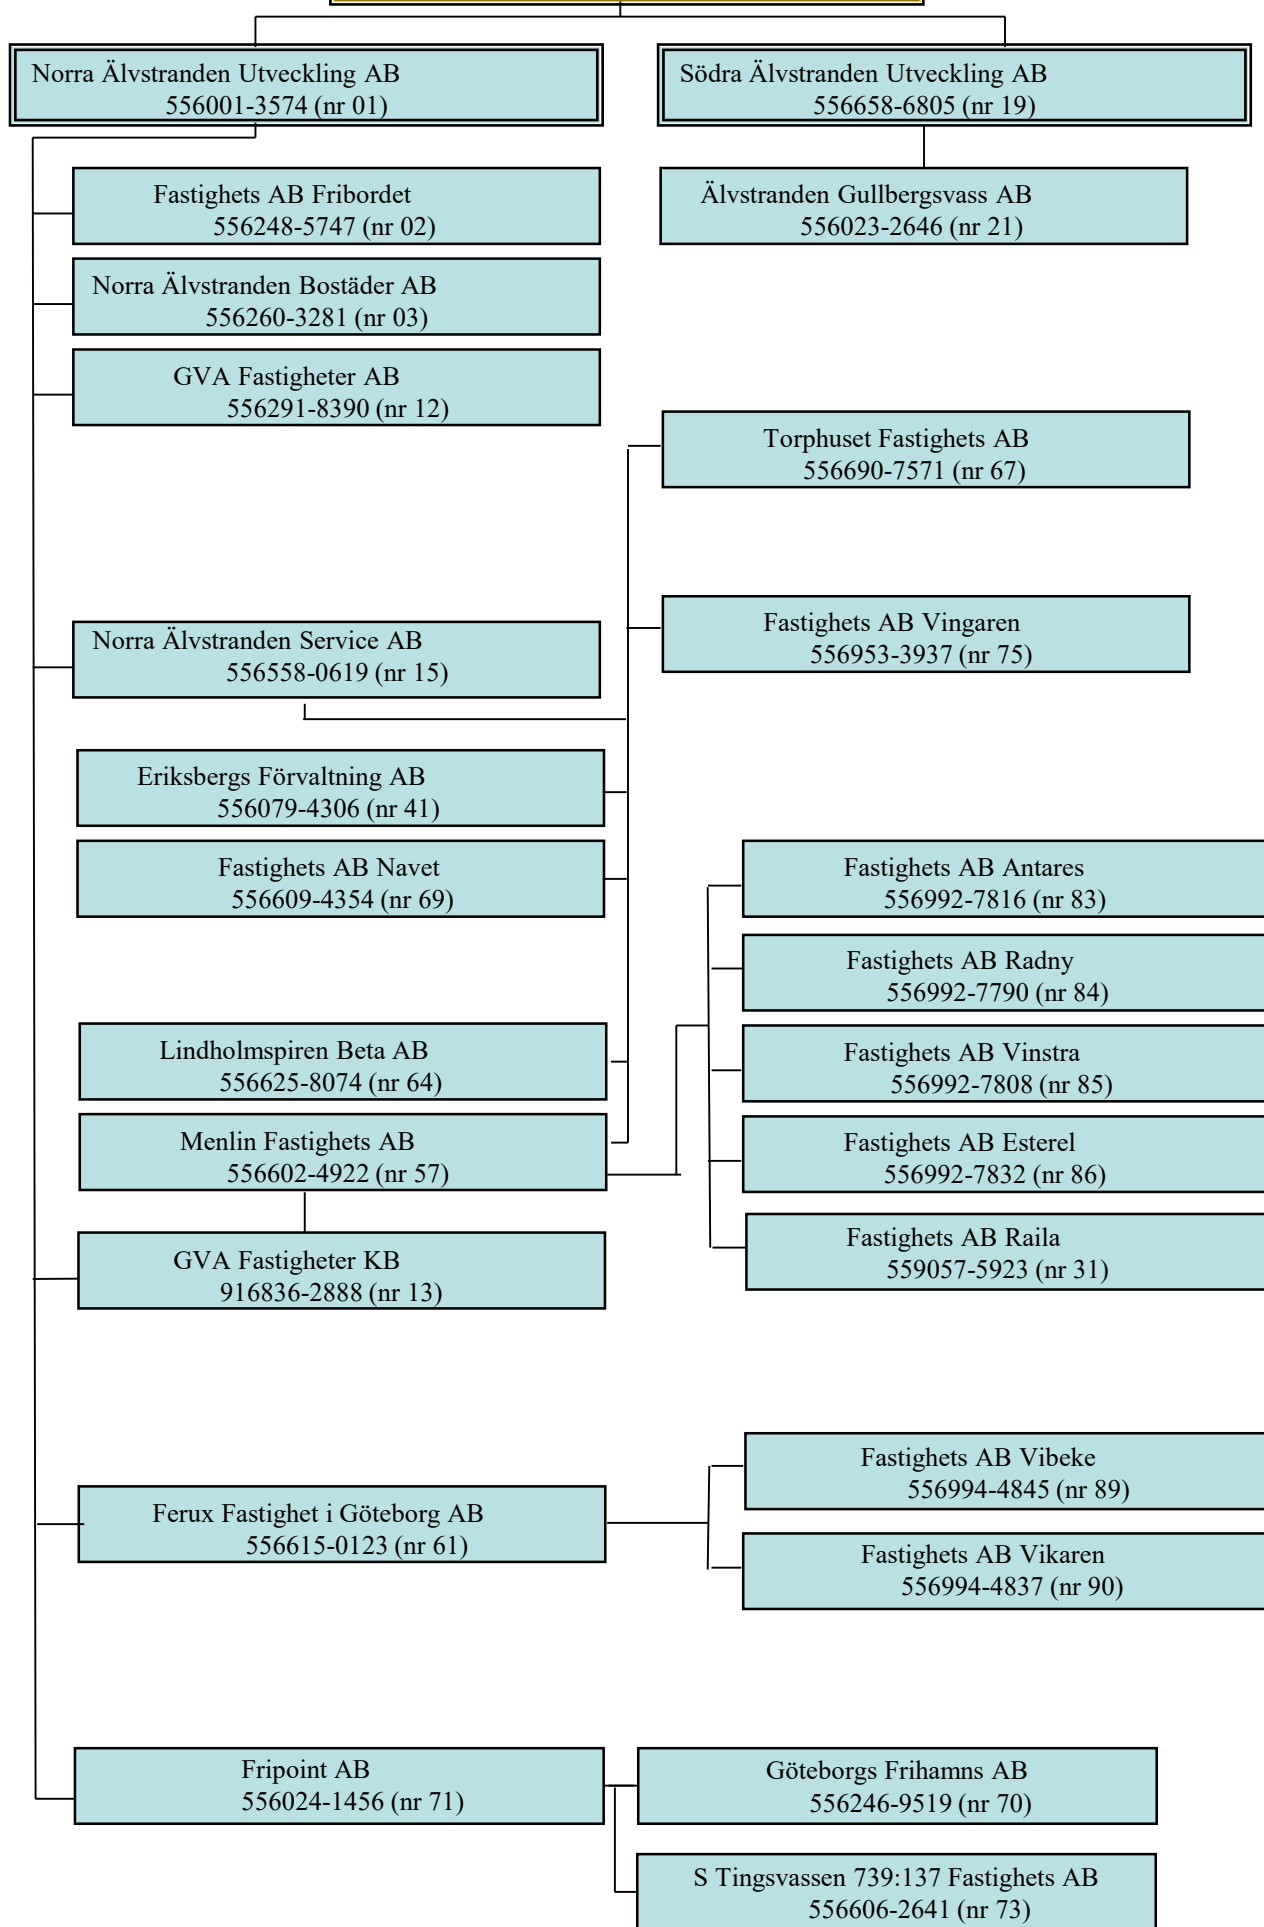 Norra Älvstranden Utveckling AB
556001-3574 (nr 01)
Södra Älvstranden Utveckling AB
556658-6805 (nr 19)
Fastighets AB Fribordet
556248-5747 (nr 02)
Älvstranden Gullbergsvass AB
556023-2646 (nr 21)
Norra Älvstranden Bostäder AB
556260-3281 (nr 03)
GVA Fastigheter AB
556291-8390 (nr 12)
Torphuset Fastighets AB
556690-7571 (nr 67)
Norra Älvstranden Service AB
556558-0619 (nr 15)
Fastighets AB Vingaren
556953-3937 (nr 75)
Eriksbergs Förvaltning AB
556079-4306 (nr 41)
Fastighets AB Navet
556609-4354 (nr 69)
Fastighets AB Antares
556992-7816 (nr 83)
Fastighets AB Radny
556992-7790 (nr 84)
Lindholmspiren Beta AB
556625-8074 (nr 64)
Fastighets AB Vinstra
556992-7808 (nr 85)
Menlin Fastighets AB
556602-4922 (nr 57)
Fastighets AB Esterel
556992-7832 (nr 86)
GVA Fastigheter KB
916836-2888 (nr 13)
Fastighets AB Raila
559057-5923 (nr 31)
Fastighets AB Vibeke
556994-4845 (nr 89)
Ferux Fastighet i Göteborg AB
556615-0123 (nr 61)
Fastighets AB Vikaren
556994-4837 (nr 90)
Fripoint AB
556024-1456 (nr 71)
Göteborgs Frihamns AB
556246-9519 (nr 70)
S Tingsvassen 739:137 Fastighets AB
556606-2641 (nr 73)